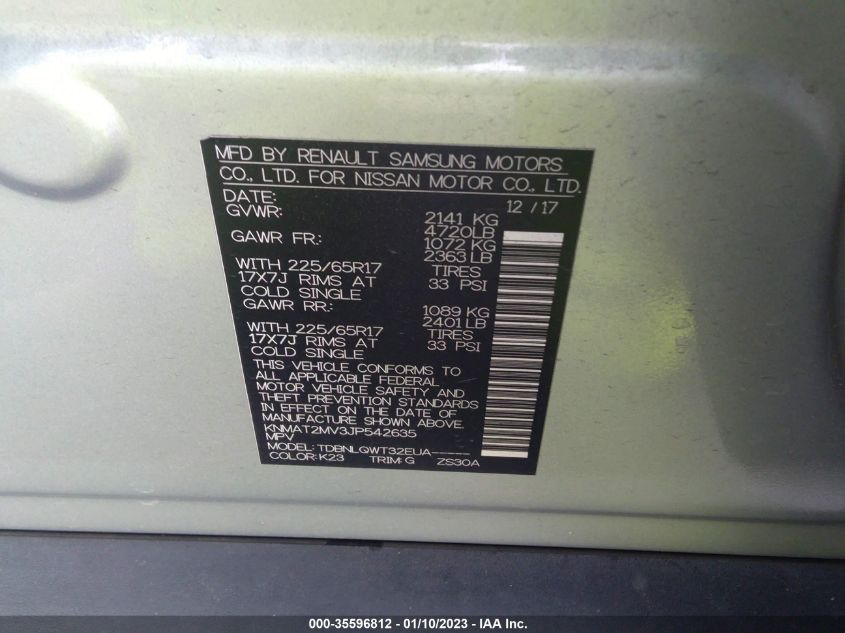 MFD BY RENAULT SAMSUNG MOTORS
CO., LTD. FOR NISSAN MOTOR CO., LTD.
DATE: 12 / 17
GVWR: 2141 KG
4720LB
GAWR FR.: 1072 KG
2363 LB
WITH 225/65R17 TIRES
17X7J RIMS AT 33 PSI
COLD SINGLE
GAWR RR.: 1089 KG
2401 LB
WITH 225/65R17 TIRES
17X7J RIMS AT 33 PSI
COLD SINGLE
THIS VEHICLE CONFORMS TO
ALL APPLICABLE FEDERAL
MOTOR VEHICLE SAFETY AND
THEFT PREVENTION STANDARDS
IN EFFECT ON THE DATE OF
MANUFACTURE SHOWN ABOVE.
KNMAT2MV3JP542635
MPV
MODEL: TDBNLQWT32EUA-----
COLOR: K23 TRIM: G ZS30A
000-35596812 - 01/10/2023 - IAA Inc.